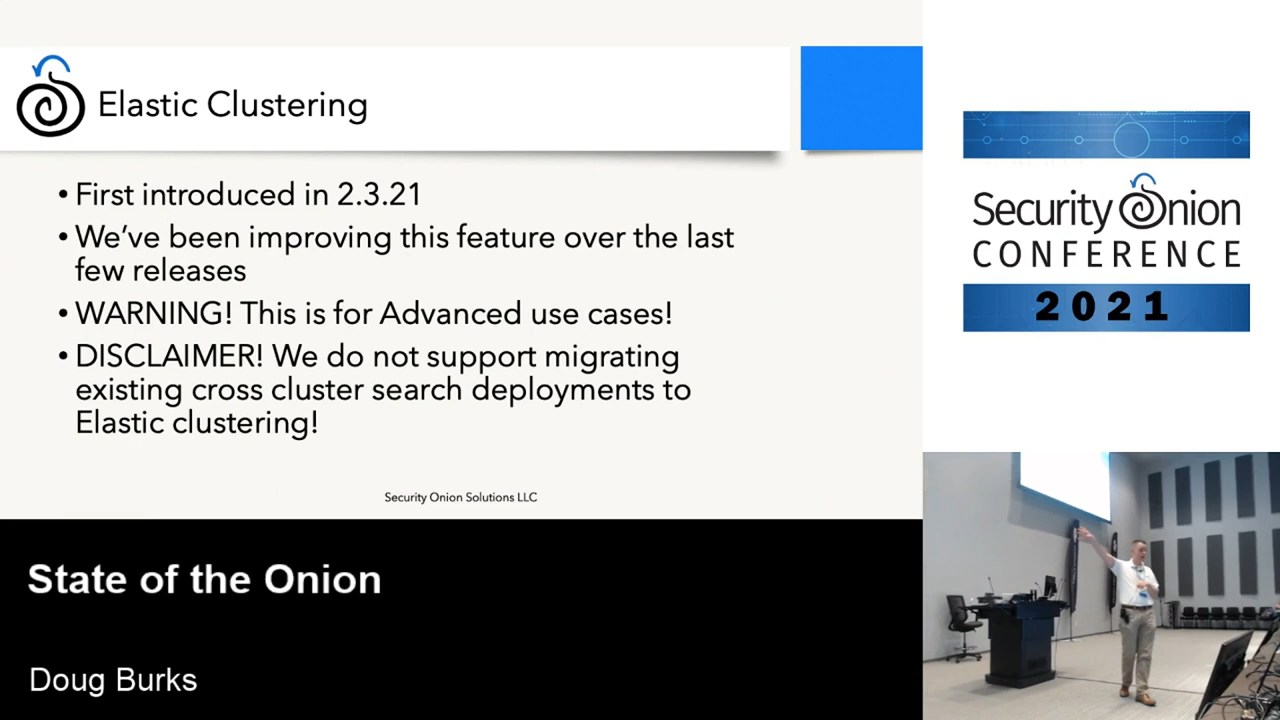 Elastic Clustering
• First introduced in 2.3.21
• We’ve been improving this feature over the last
few releases
• WARNING! This is for Advanced use cases!
• DISCLAIMER! We do not support migrating
existing cross cluster search deployments to
Elastic clustering!
Security Onion Solutions LLC
State of the Onion
Doug Burks
Security Onion
CONFERENCE
2021